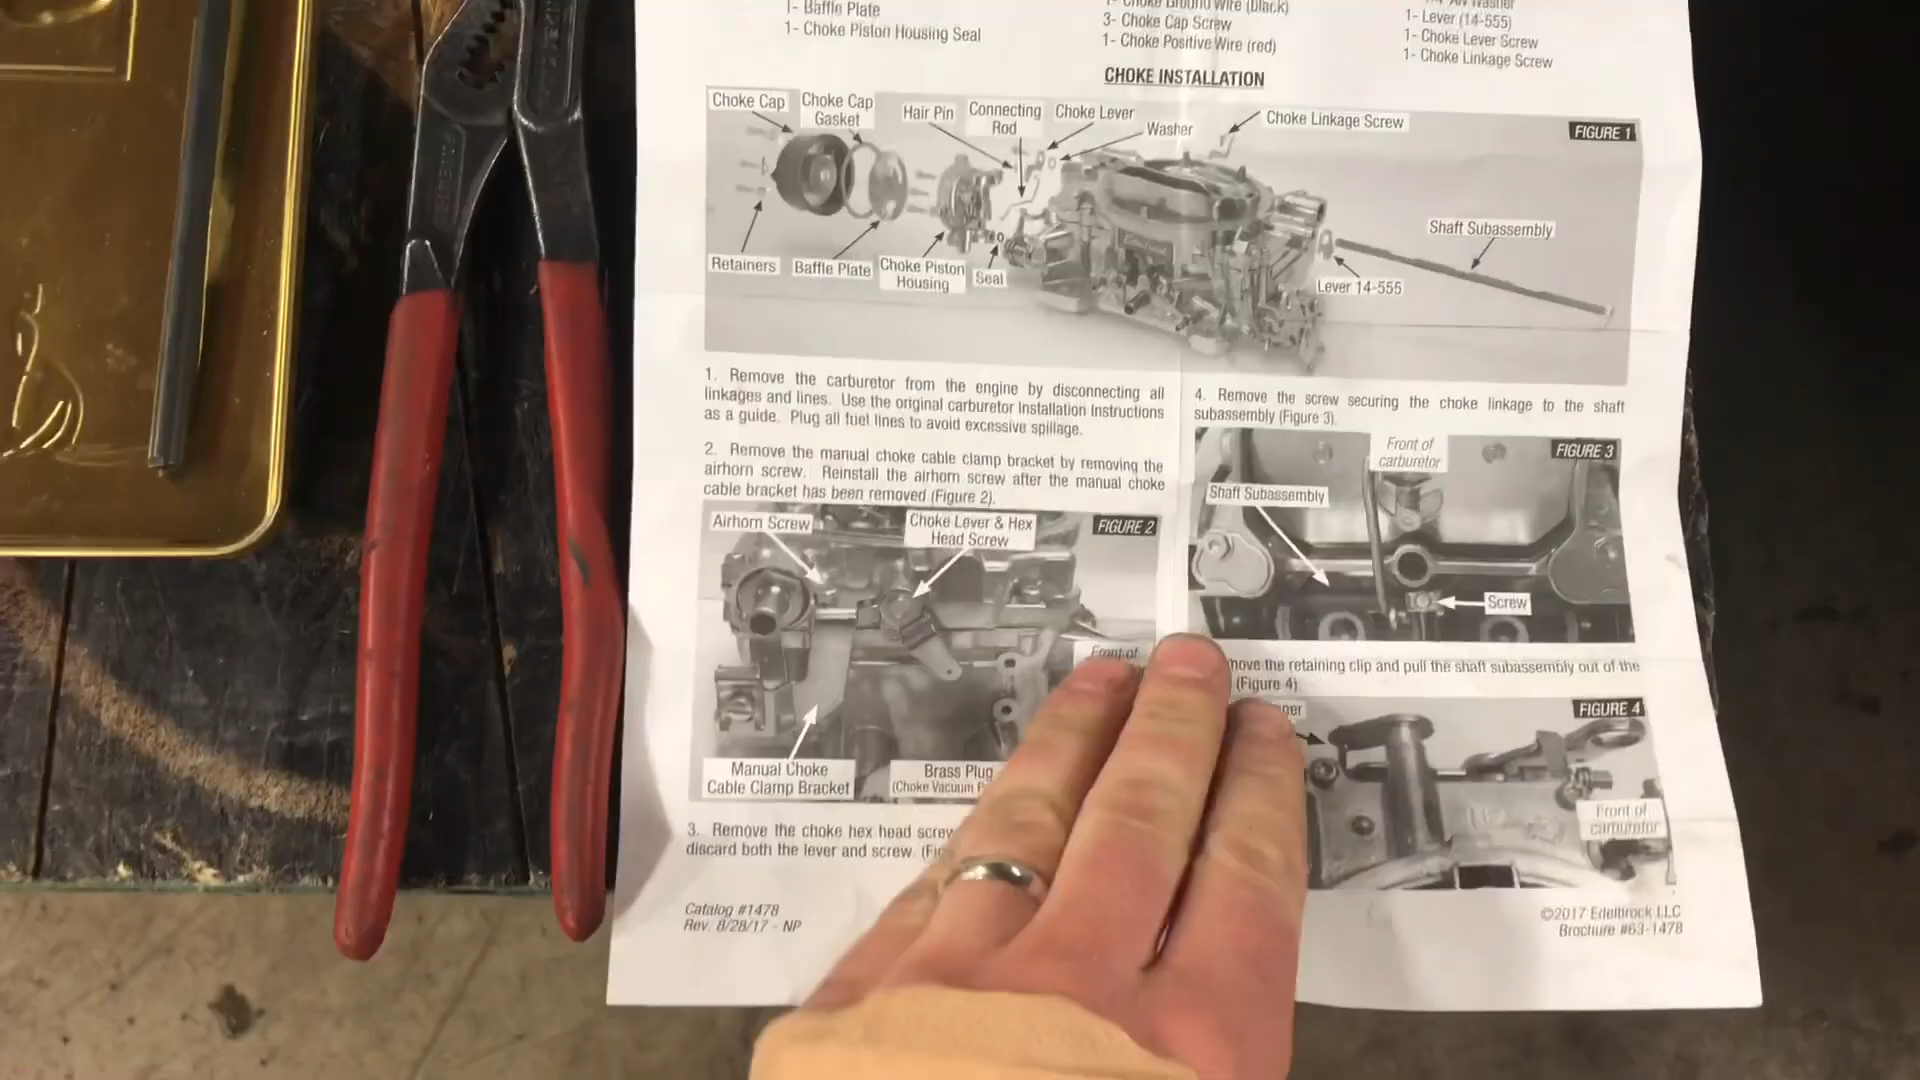 1- Baffle Plate
1- Choke Piston Housing Seal
1- Choke Ground Wire (black)
3- Choke Cap Screw
1- Choke Positive Wire (red)
Washer
1- Lever (14-555)
1- Choke Lever Screw
1- Choke Linkage Screw
CHOKE INSTALLATION
Choke Cap
Choke Cap
Gasket
Hair Pin
Connecting
Rod
Choke Lever
Washer
Choke Linkage Screw
FIGURE 1
Shaft Subassembly
Retainers
Baffle Plate
Choke Piston
Housing
Seal
Lever 14-555
1. Remove the carburetor from the engine by disconnecting all
linkages and lines. Use the original carburetor installation instructions
as a guide. Plug all fuel lines to avoid excessive spillage.
2. Remove the manual choke cable clamp bracket by removing the
airhorn screw. Reinstall the airhorn screw after the manual choke
cable bracket has been removed (Figure 2).
Airhorn Screw
Choke Lever & Hex
Head Screw
FIGURE 2
Front of
Manual Choke
Cable Clamp Bracket
Brass Plug
(Choke Vacuum
3. Remove the choke hex head screw
discard both the lever and screw.
4. Remove the screw securing the choke linkage to the shaft
subassembly (Figure 3).
Front of
carburetor
FIGURE 3
Shaft Subassembly
Screw
the retaining clip and pull the shaft subassembly out of the
(Figure 4)
FIGURE 4
Front of
carburetor
Catalog #1478
Rev. 8/28/17 - NP
©2017 Edelbrock LLC
Brochure #63-1478